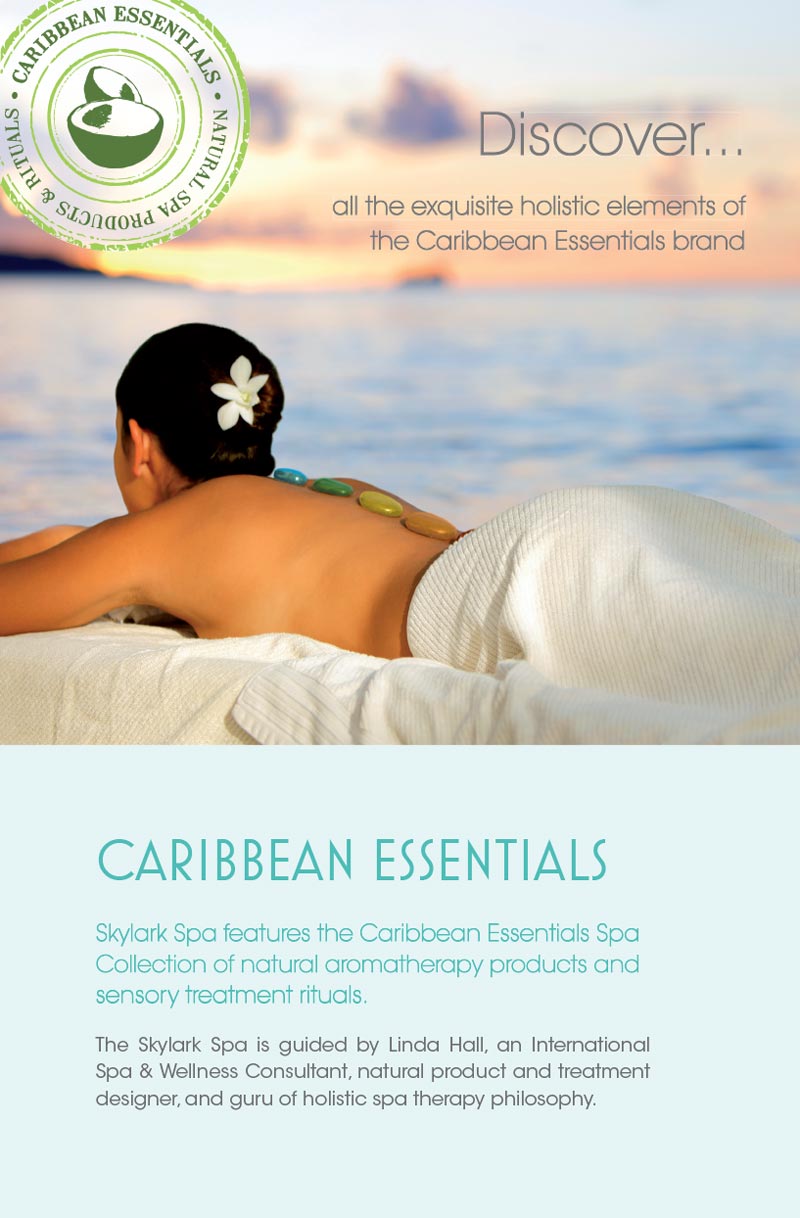 CARIBBEAN ESSENTIALS • NATURAL SPA PRODUCTS & RITUALS •
Discover...
all the exquisite holistic elements of
the Caribbean Essentials brand
CARIBBEAN ESSENTIALS
Skylark Spa features the Caribbean Essentials Spa
Collection of natural aromatherapy products and
sensory treatment rituals.
The Skylark Spa is guided by Linda Hall, an International
Spa & Wellness Consultant, natural product and treatment
designer, and guru of holistic spa therapy philosophy.